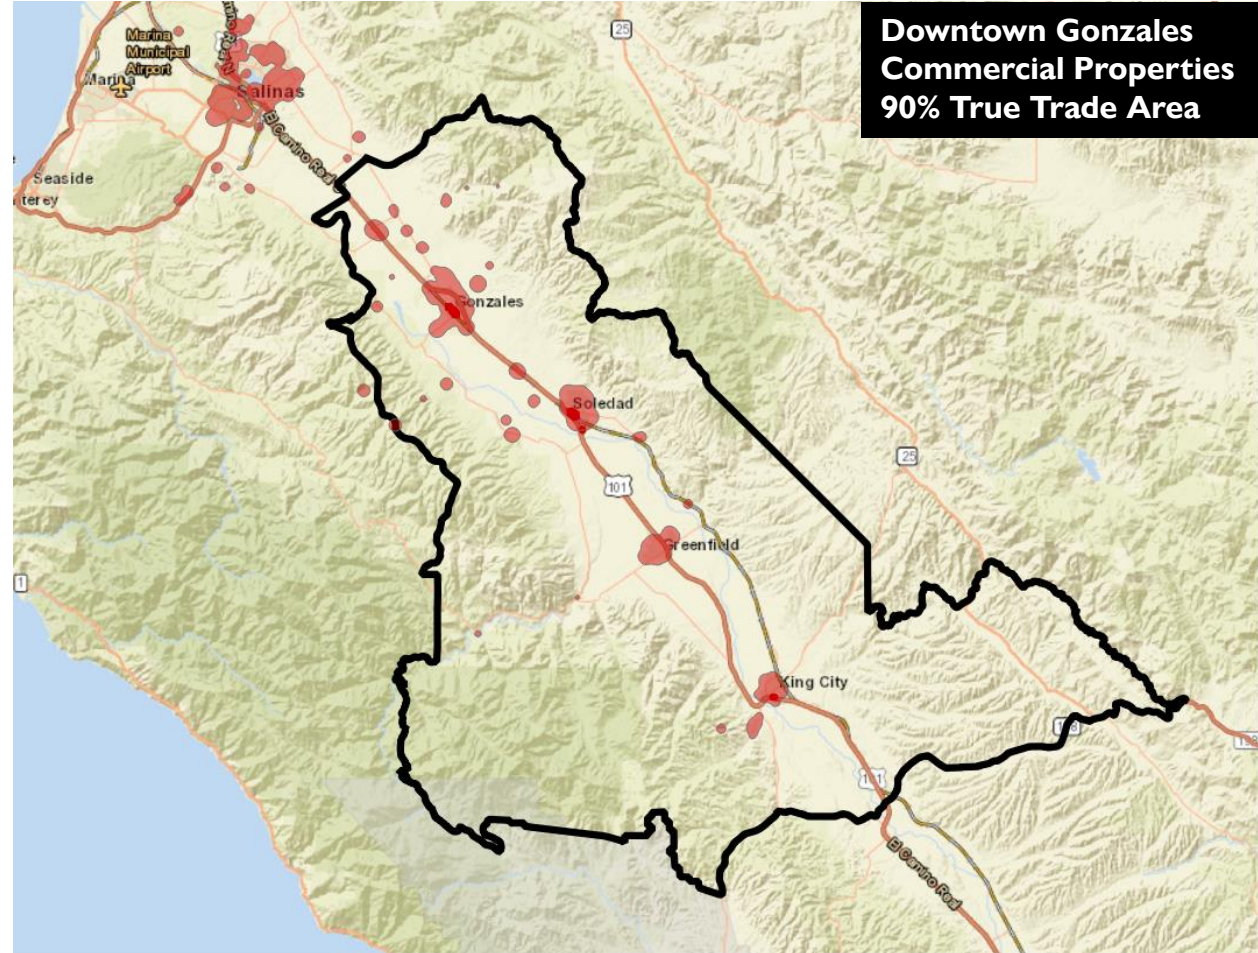 Downtown Gonzales
Commercial Properties
90% True Trade Area
25
Marina
Municipal
Airport
Marina
Salinas
El Camino Real
Seaside
terey
Gonzales
Soledad
25
101
Greenfield
1
King City
101
El Camino Real